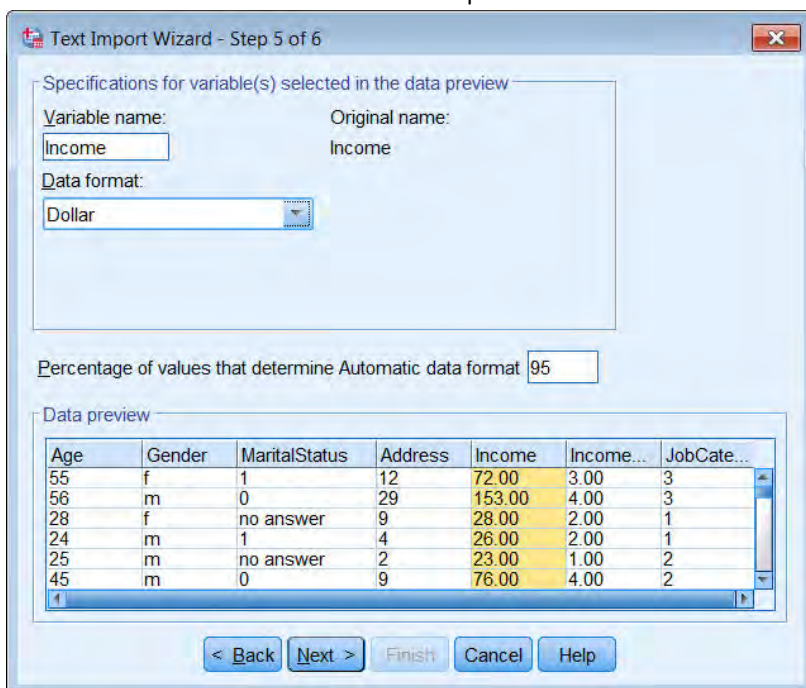 Text Import Wizard - Step 5 of 6
Specifications for variable(s) selected in the data preview
Variable name: Original name:
Income Income
Data format:
Dollar
Percentage of values that determine Automatic data format 95
Data preview
Age Gender MaritalStatus Address Income Income... JobCate...
55 f 1 12 72.00 3.00 3
56 m 0 29 153.00 4.00 3
28 f no answer 9 28.00 2.00 1
24 m 1 4 26.00 2.00 1
25 m no answer 2 23.00 1.00 2
45 m 0 9 76.00 4.00 2
< Back Next > Finish Cancel Help